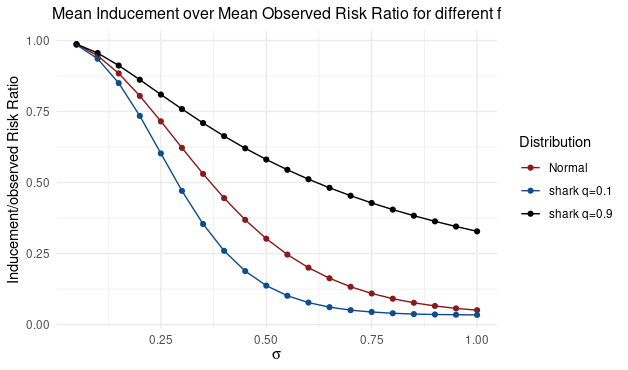 Mean Inducement over Mean Observed Risk Ratio for different f
Inducement/observed Risk Ratio
1.00
0.75
0.50
0.25
0.00
0.25
0.50
0.75
1.00
σ
Distribution
Normal
shark q=0.1
shark q=0.9